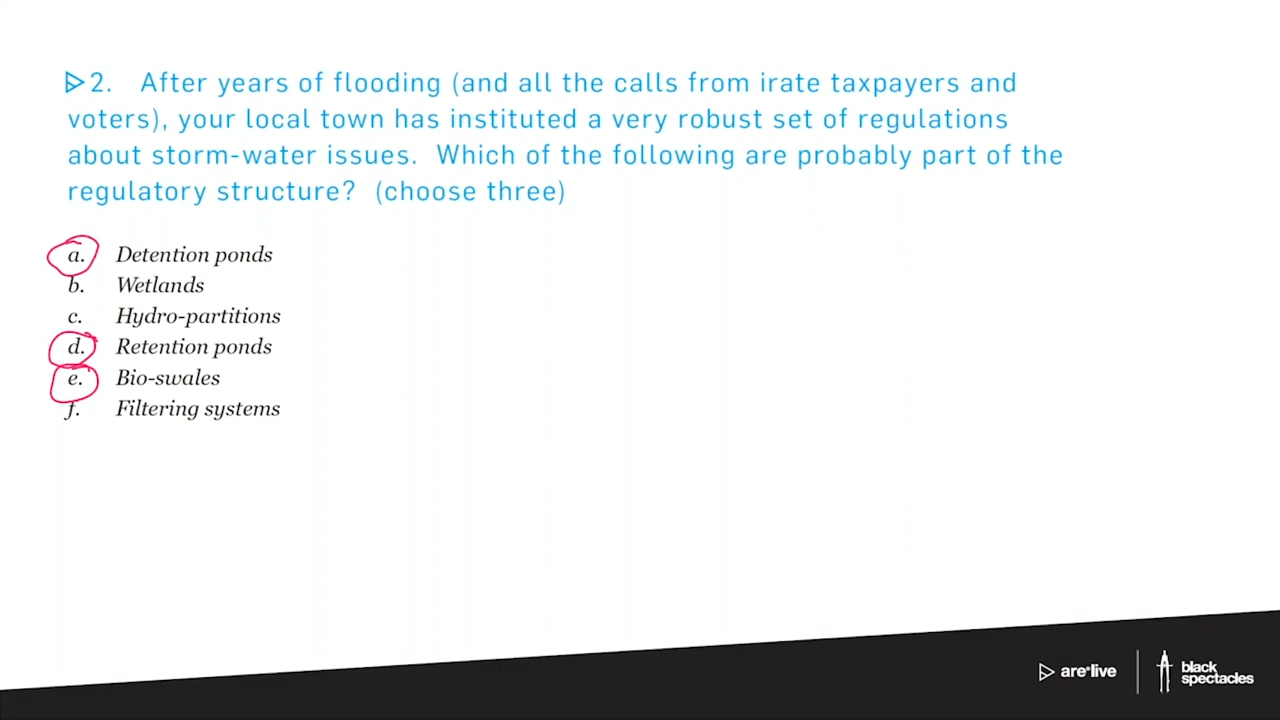 2. After years of flooding (and all the calls from irate taxpayers and
voters), your local town has instituted a very robust set of regulations
about storm-water issues. Which of the following are probably part of the
regulatory structure? (choose three)
a. Detention ponds
b. Wetlands
c. Hydro-partitions
d. Retention ponds
e. Bio-swales
f. Filtering systems
are live
black
spectacles